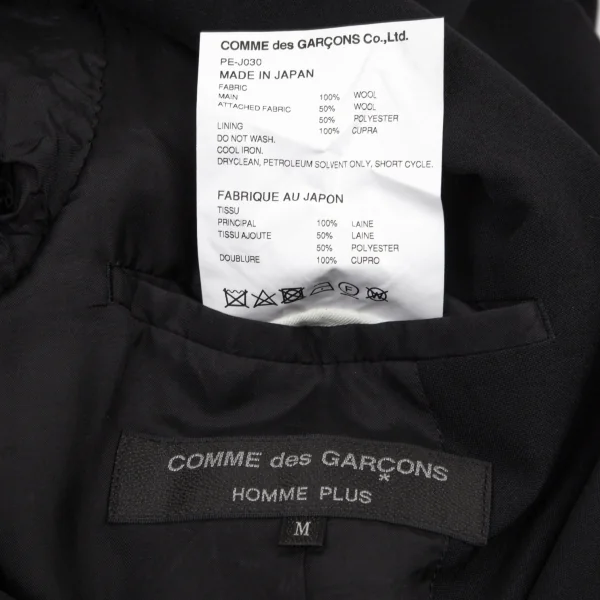 COMME des GARÇONS Co.,Ltd.
PE-J030
MADE IN JAPAN
FABRIC
MAIN 100% WOOL
ATTACHED FABRIC 50% WOOL
50% POLYESTER
LINING 100% CUPRA
DO NOT WASH.
COOL IRON.
DRYCLEAN, PETROLEUM SOLVENT ONLY, SHORT CYCLE.
FABRIQUE AU JAPON
TISSU
PRINCIPAL 100% LAINE
TISSU AJOUTE 50% LAINE
50% POLYESTER
DOUBLURE 100% CUPRO
F W
COMME des GARÇONS
HOMME PLUS
M